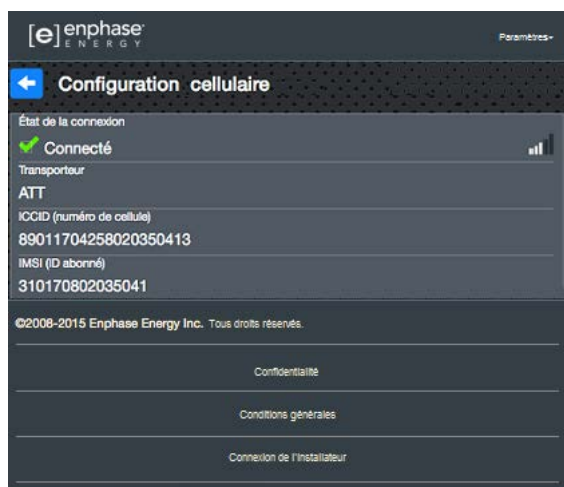 [e] enphase
ENERGY
Paramètres
Configuration cellulaire
État de la connexion
Connecté
Transporteur
ATT
ICCID (numéro de cellule)
89011704258020350413
IMSI (ID abonné)
310170802035041
©2008-2015 Enphase Energy Inc. Tous droits réservés.
Confidentialité
Conditions générales
Connexion de l'Installateur